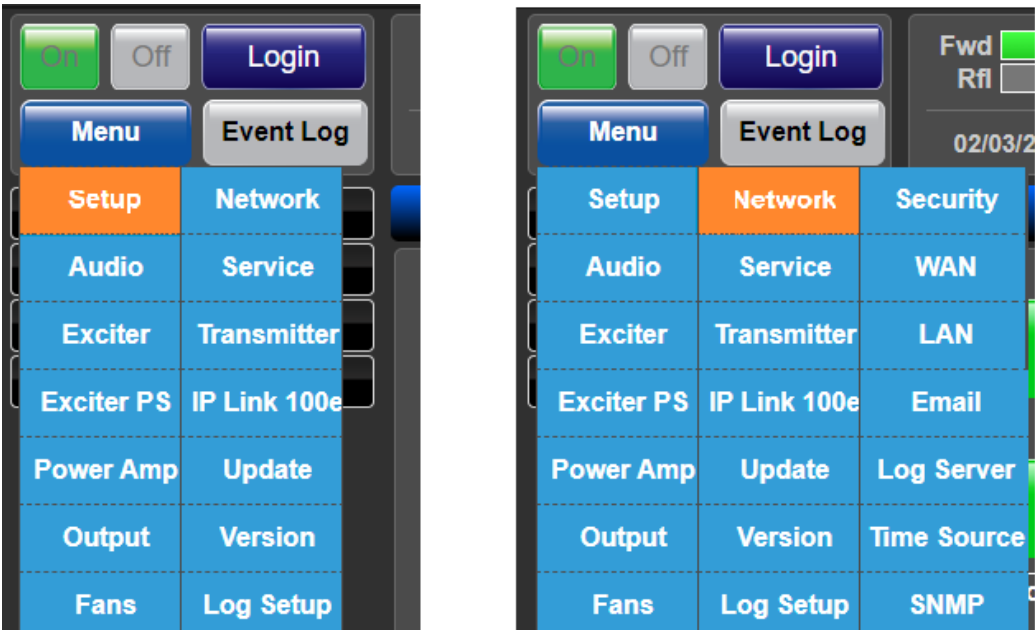 On Off Login
Menu Event Log
Setup Network
Audio Service
Exciter Transmitter
Exciter PS IP Link 100e
Power Amp Update
Output Version
Fans Log Setup
On Off Login Fwd
Rfl
Menu Event Log 02/03/2
Setup Network Security
Audio Service WAN
Exciter Transmitter LAN
Exciter PS IP Link 100e Email
Power Amp Update Log Server
Output Version Time Source
Fans Log Setup SNMP